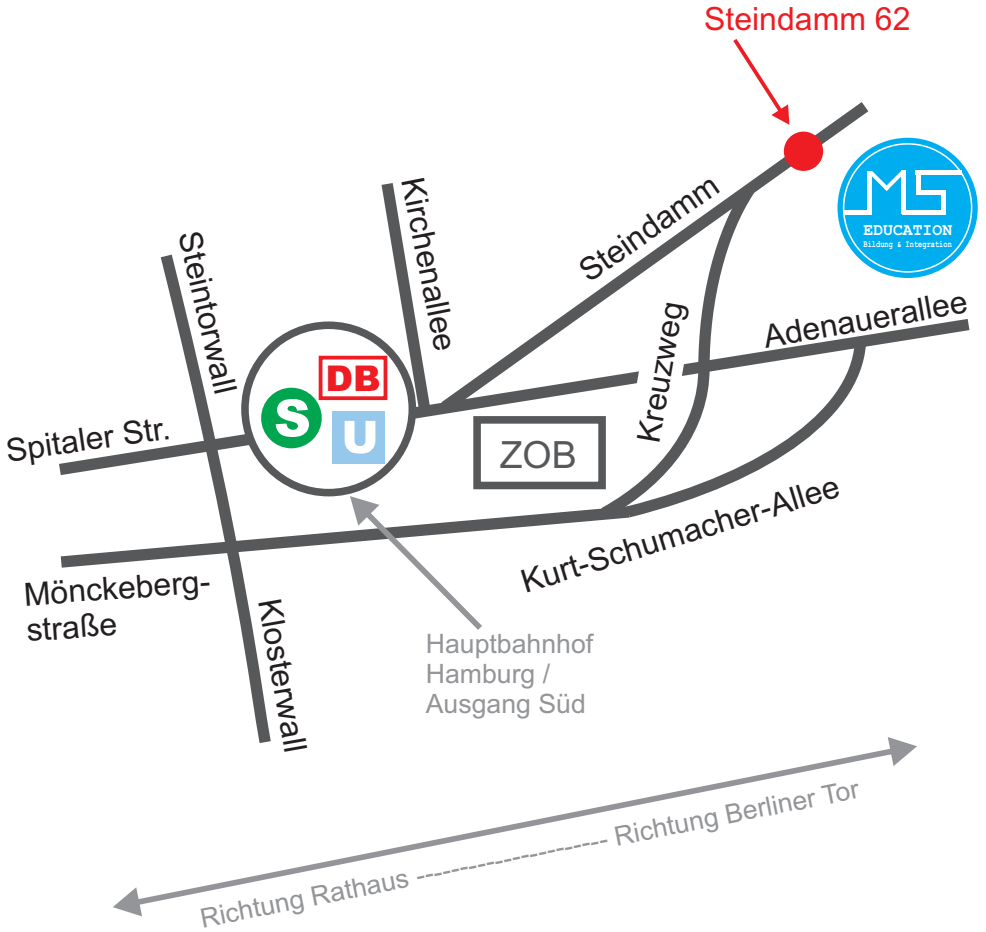 Steindamm 62
MS
EDUCATION
Bildung & Integration
Kirchenallee
Steindamm
Steintorwall
Adenauerallee
Kreuzweg
DB
S
U
Spitaler Str.
ZOB
Kurt-Schumacher-Allee
Mönckeberg-
straße
Klosterwall
Hauptbahnhof
Hamburg /
Ausgang Süd
Richtung Rathaus -------------------- Richtung Berliner Tor